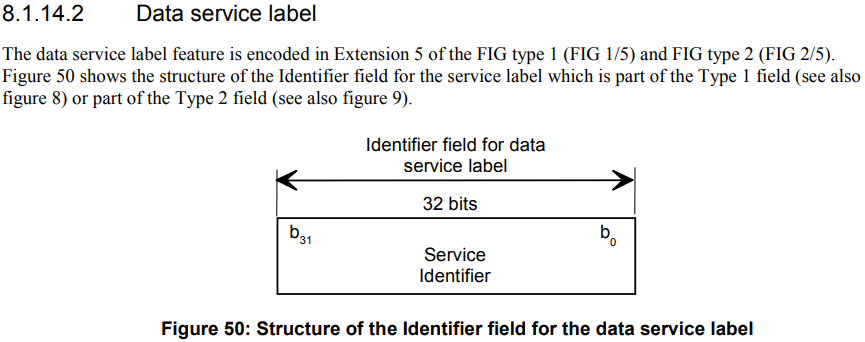 8.1.14.2 Data service label
The data service label feature is encoded in Extension 5 of the FIG type 1 (FIG 1/5) and FIG type 2 (FIG 2/5).
Figure 50 shows the structure of the Identifier field for the service label which is part of the Type 1 field (see also
figure 8) or part of the Type 2 field (see also figure 9).
Identifier field for data
service label
32 bits
b31 b0
Service
Identifier
Figure 50: Structure of the Identifier field for the data service label